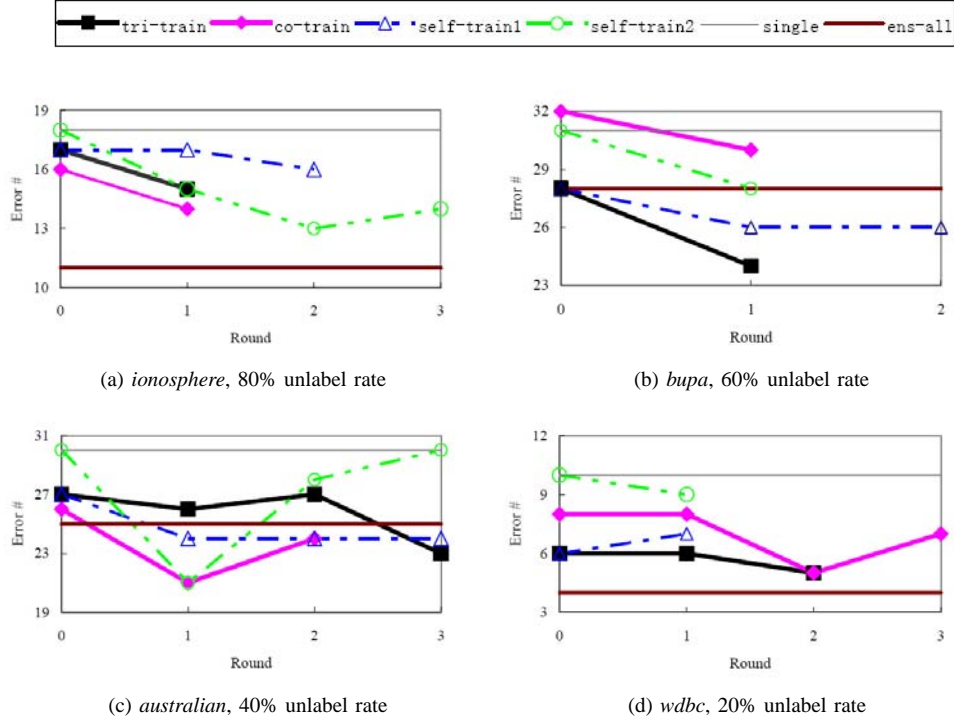 tri-train co-train self-train1 self-train2 single ens-all
19
16
13
10
Error #
0 1 2 3
Round
(a) ionosphere, 80% unlabel rate
32
29
26
23
Error #
0 1 2
Round
(b) bupa, 60% unlabel rate
31
27
23
19
Error #
0 1 2 3
Round
(c) australian, 40% unlabel rate
12
9
6
3
Error #
0 1 2 3
Round
(d) wdbc, 20% unlabel rate